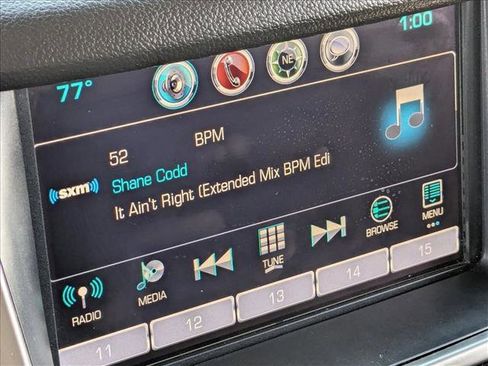 1:00
77°
NE
52 BPM
((sxm))
Shane Codd
It Ain't Right (Extended Mix BPM Edi
RADIO
MEDIA
TUNE
BROWSE
MENU
11
12
13
14
15